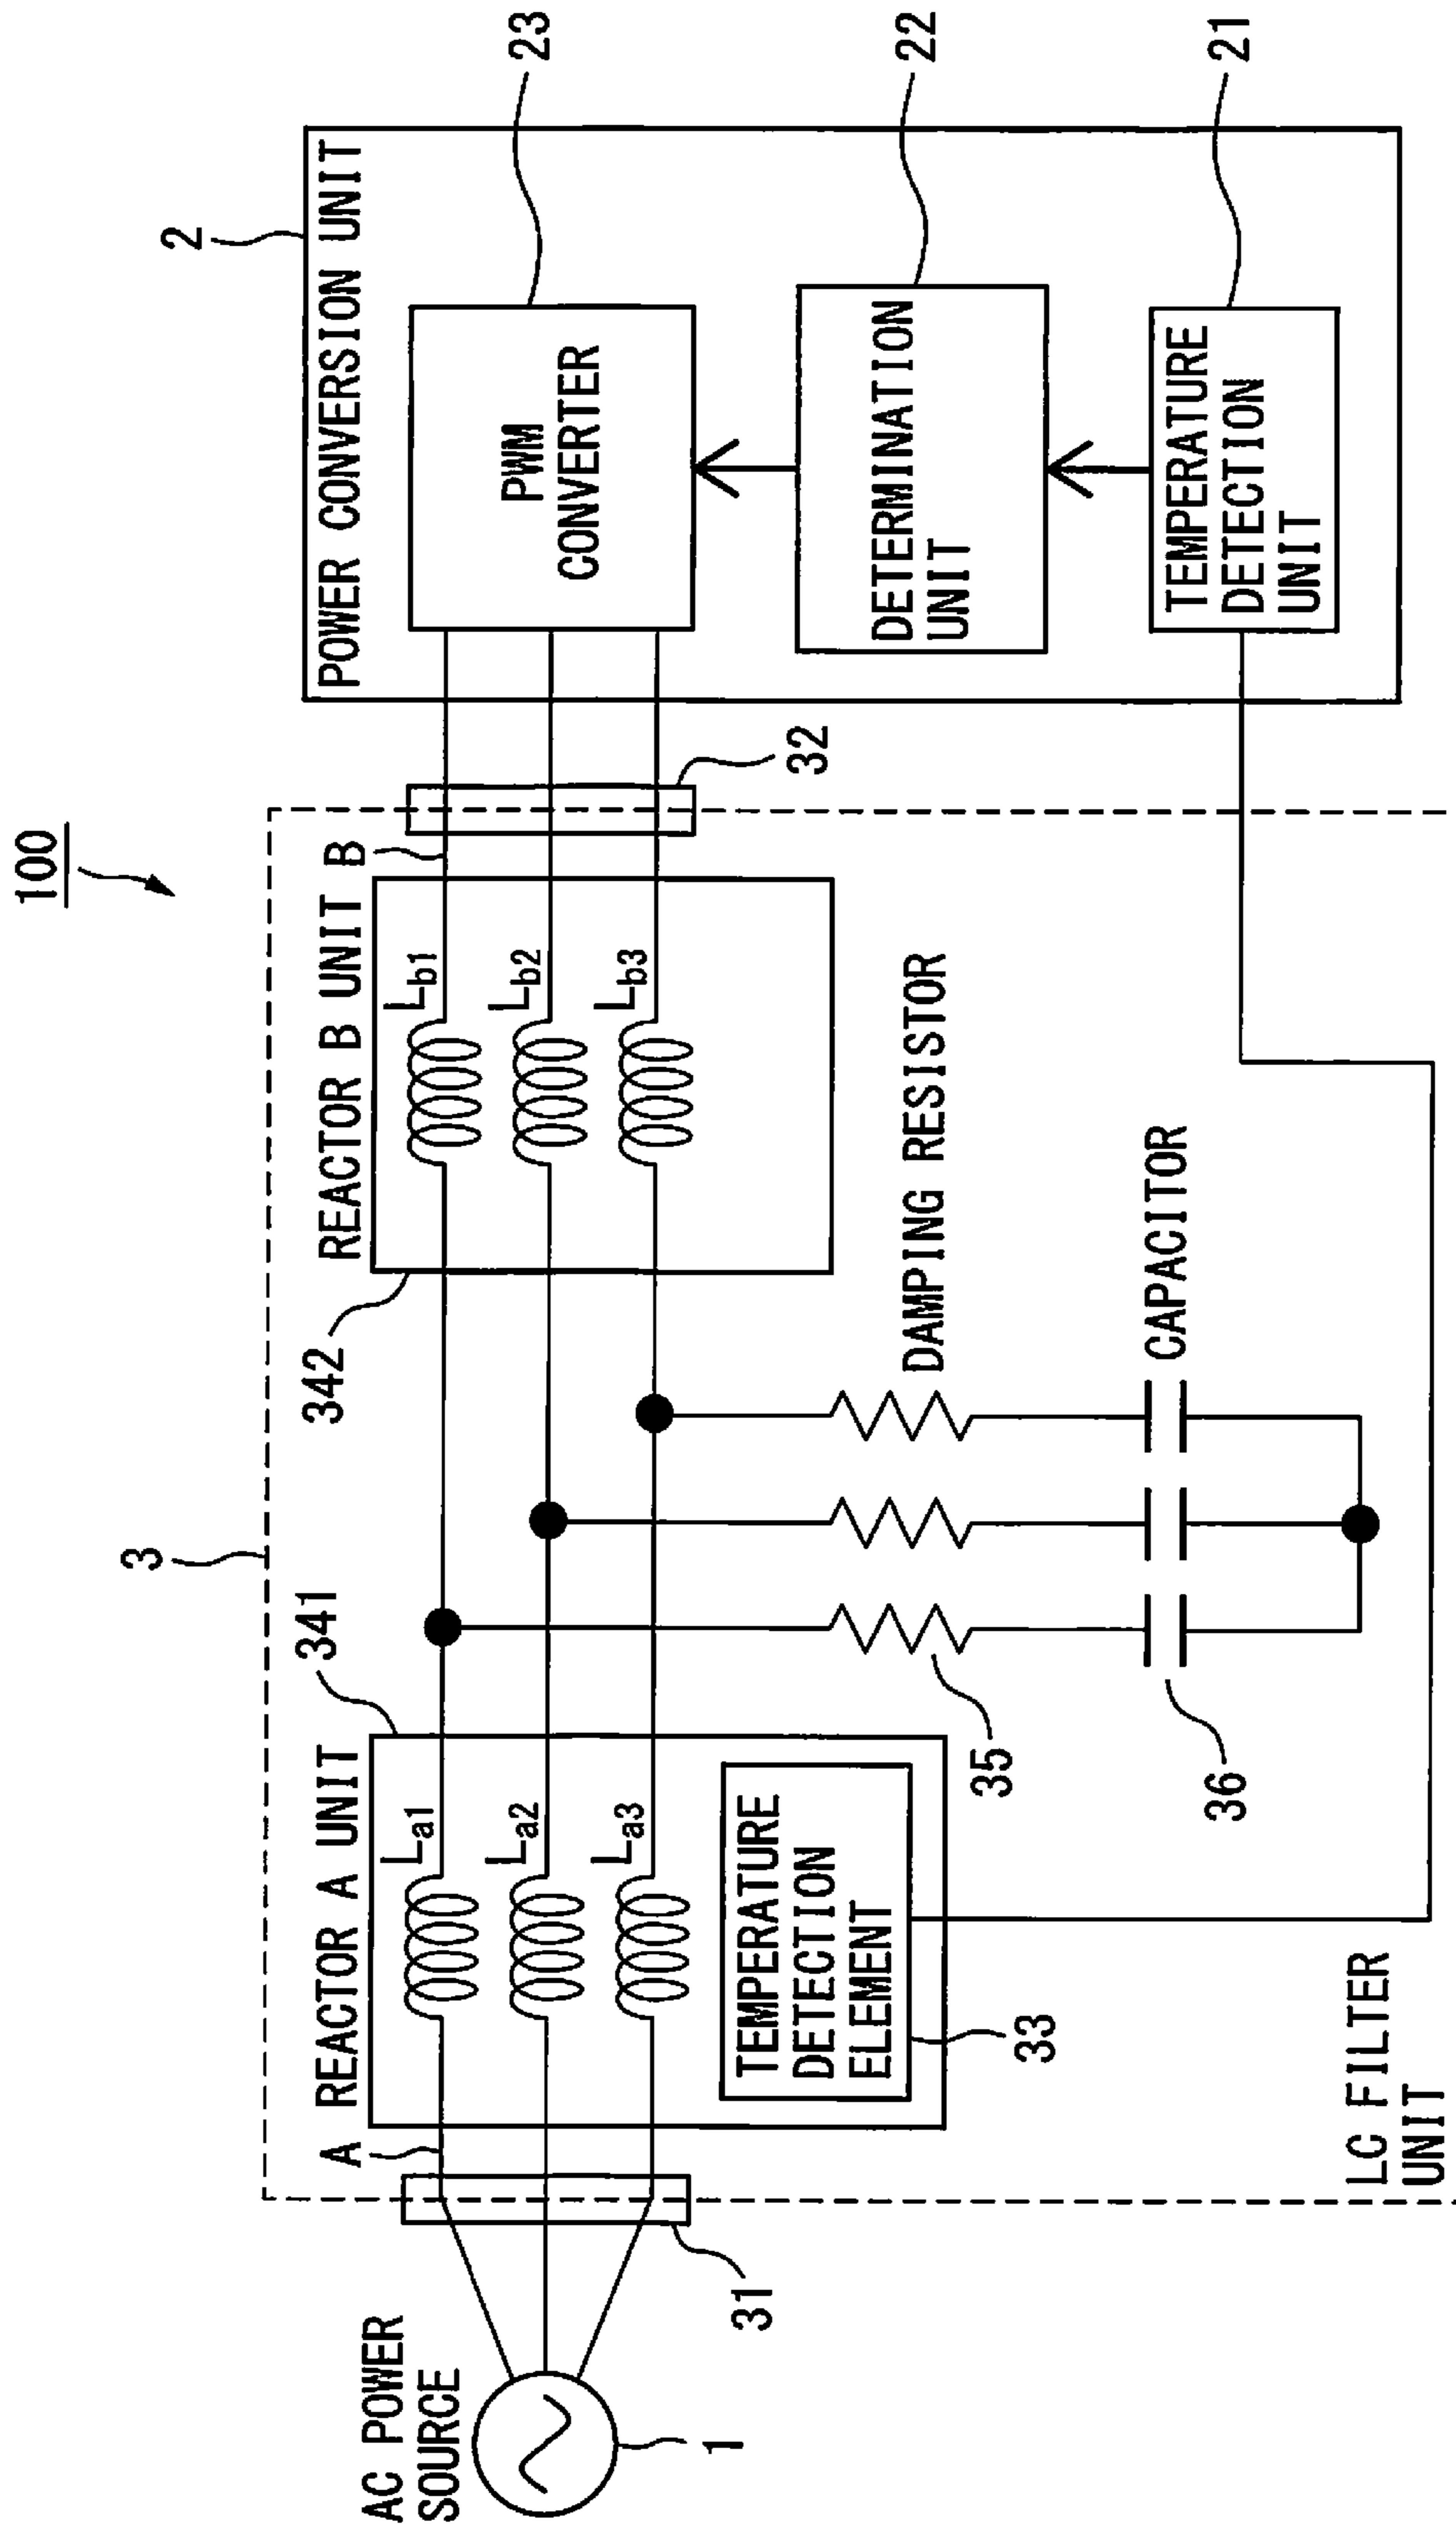 100
3
2
POWER CONVERSION UNIT
AC POWER
SOURCE
1
31
A
REACTOR A UNIT
341
La1
La2
La3
TEMPERATURE
DETECTION
ELEMENT
33
342
REACTOR B UNIT
B
Lb1
Lb2
Lb3
32
DAMPING RESISTOR
35
CAPACITOR
36
LC FILTER
UNIT
PWM
CONVERTER
23
DETERMINATION
UNIT
22
TEMPERATURE
DETECTION
UNIT
21